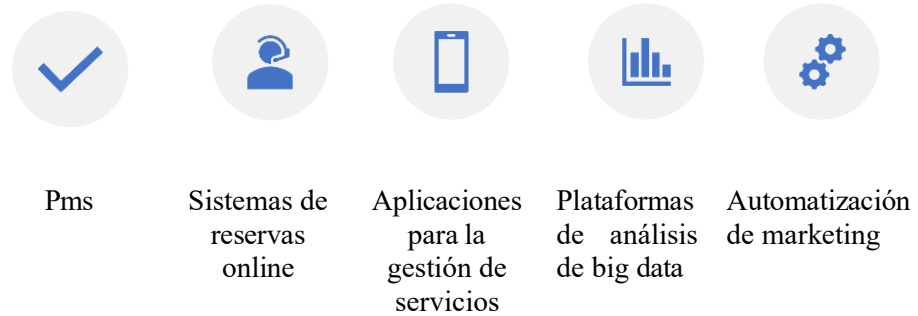 Pms
Sistemas de
reservas
online
Aplicaciones
para la
gestión de
servicios
Plataformas
de análisis
de big data
Automatización
de marketing